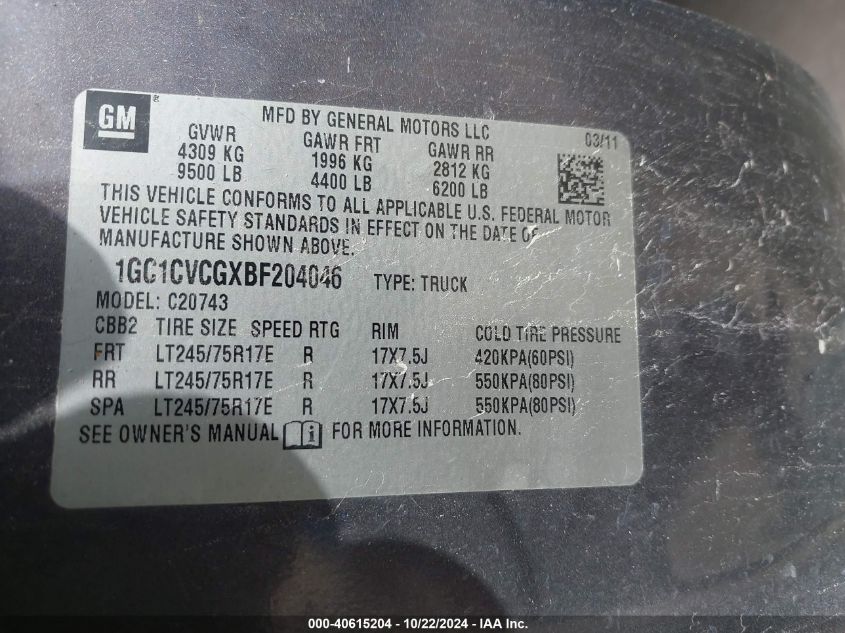 GM
MFD BY GENERAL MOTORS LLC
03/11
GVWR GAWR FRT GAWR RR
4309 KG 1996 KG 2812 KG
9500 LB 4400 LB 6200 LB
THIS VEHICLE CONFORMS TO ALL APPLICABLE U.S. FEDERAL MOTOR
VEHICLE SAFETY STANDARDS IN EFFECT ON THE DATE OF
MANUFACTURE SHOWN ABOVE.
1GC1CVCGXBF204046 TYPE: TRUCK
MODEL: C20743
CBB2 TIRE SIZE SPEED RTG RIM COLD TIRE PRESSURE
FRT LT245/75R17E R 17X7.5J 420KPA(60PSI)
RR LT245/75R17E R 17X7.5J 550KPA(80PSI)
SPA LT245/75R17E R 17X7.5J 550KPA(80PSI)
SEE OWNER'S MANUAL i FOR MORE INFORMATION.
000-40615204 - 10/22/2024 - IAA Inc.